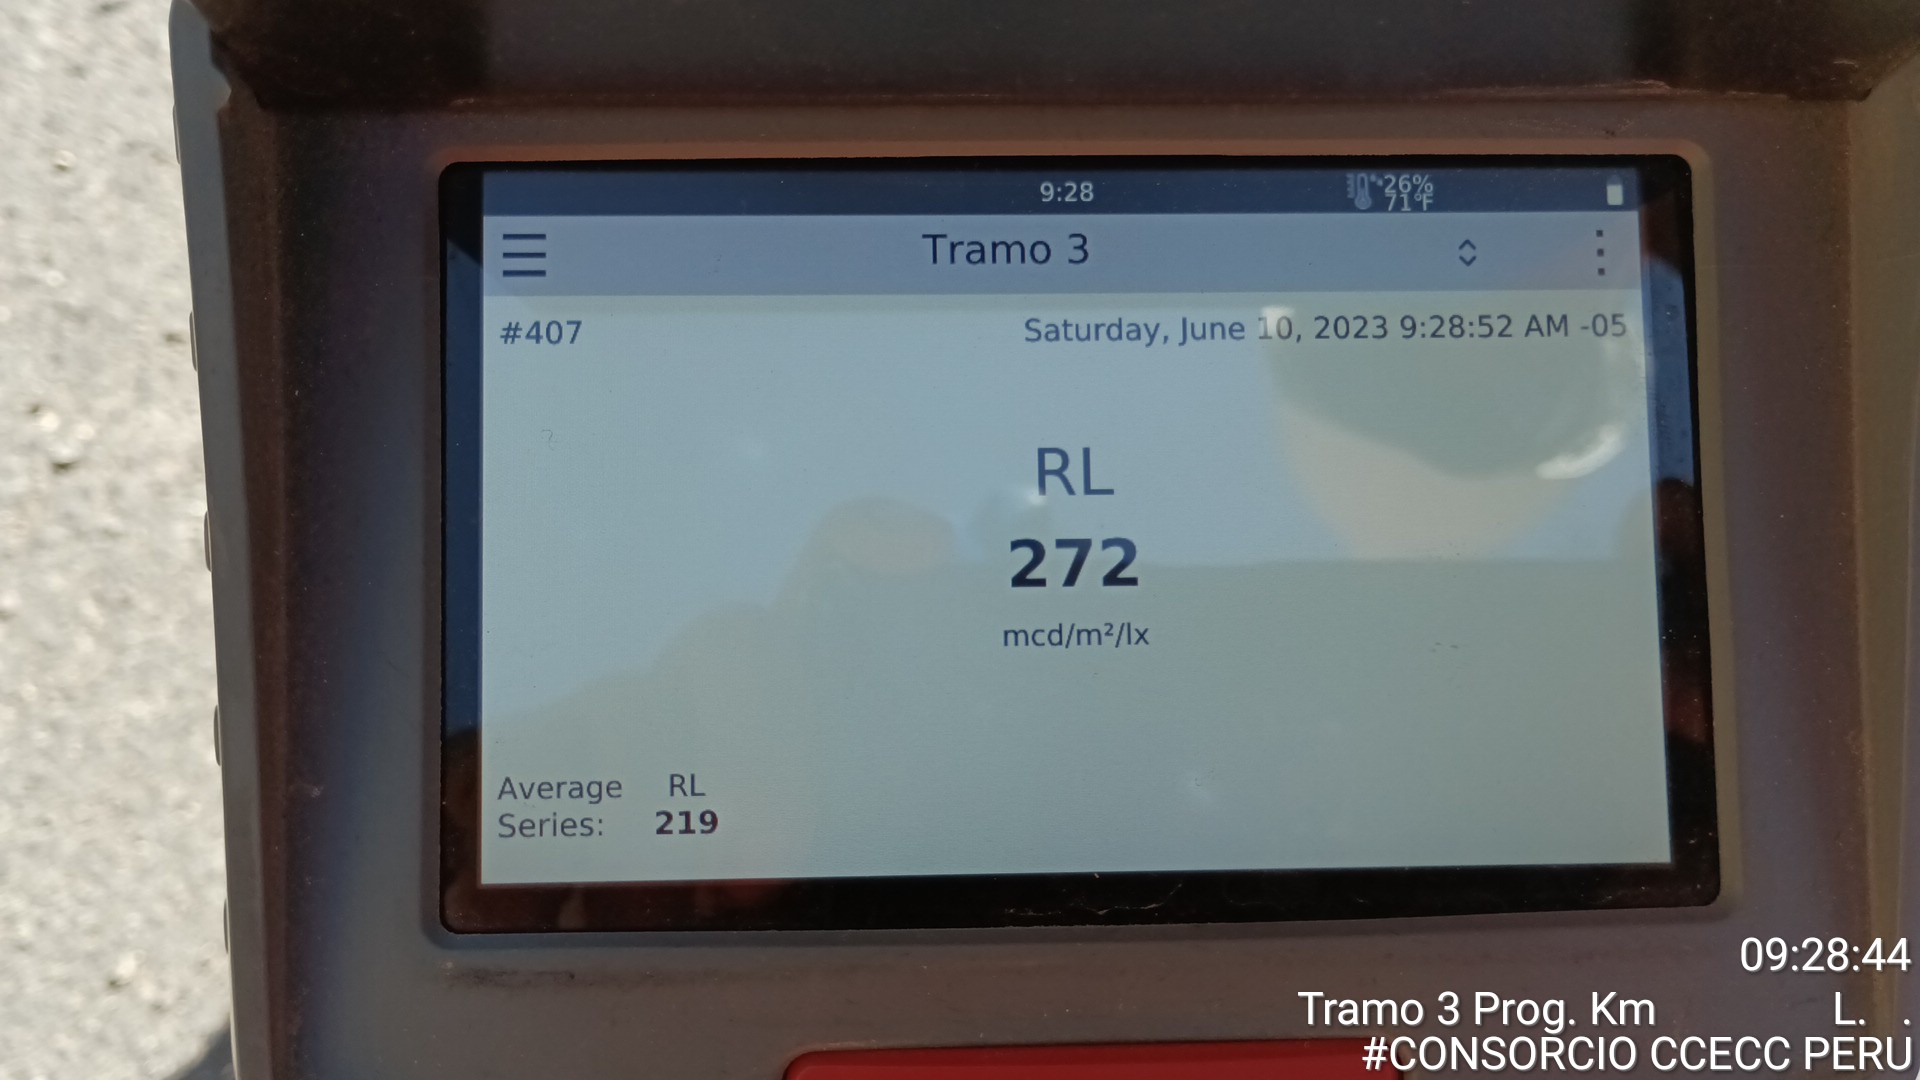 9:28
26%
71°F
Tramo 3
#407
Saturday, June 10, 2023 9:28:52 AM -05
RL
272
mcd/m²/lx
Average RL
Series: 219
09:28:44
Tramo 3 Prog. Km L. .
#CONSORCIO CCECC PERU